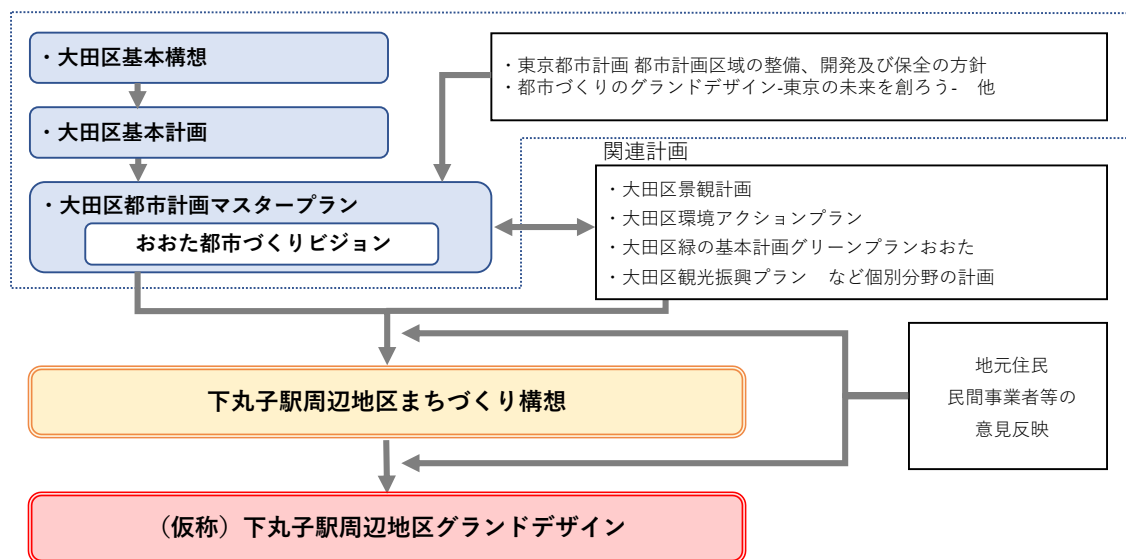 ・大田区基本構想
・大田区基本計画
・大田区都市計画マスタープラン
おおた都市づくりビジョン
・東京都市計画 都市計画区域の整備、開発及び保全の方針
・都市づくりのグランドデザイン-東京の未来を創ろう-　他
関連計画
・大田区景観計画
・大田区環境アクションプラン
・大田区緑の基本計画グリーンプランおおた
・大田区観光振興プラン　など個別分野の計画
地元住民
民間事業者等の
意見反映
下丸子駅周辺地区まちづくり構想
（仮称）下丸子駅周辺地区グランドデザイン